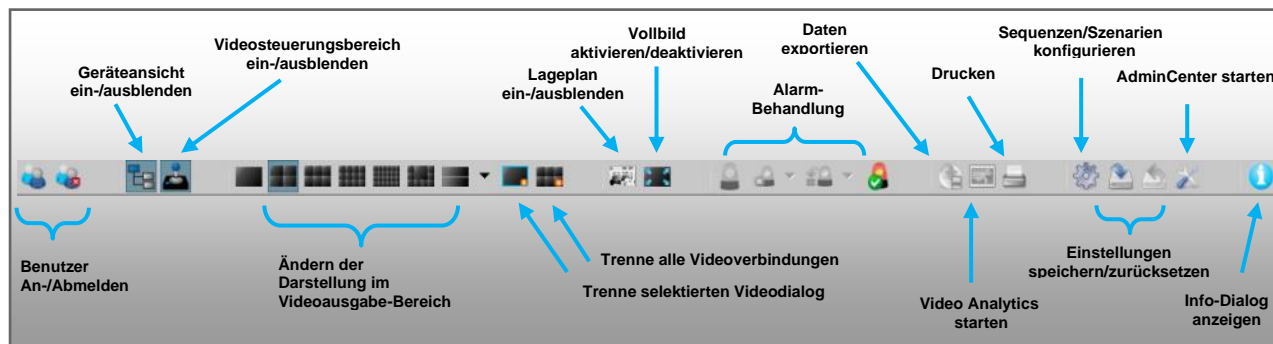 Geräteansicht
ein-/ausblenden
Videosteuerungsbereich
ein-/ausblenden
Lageplan
ein-/ausblenden
Vollbild
aktivieren/deaktivieren
Alarm-
Behandlung
Daten
exportieren
Drucken
Sequenzen/Szenarien
konfigurieren
AdminCenter starten
Benutzer
An-/Abmelden
Ändern der
Darstellung im
Videoausgabe-Bereich
Trenne alle Videoverbindungen
Trenne selektierten Videodialog
Video Analytics
starten
Einstellungen
speichern/zurücksetzen
Info-Dialog
anzeigen